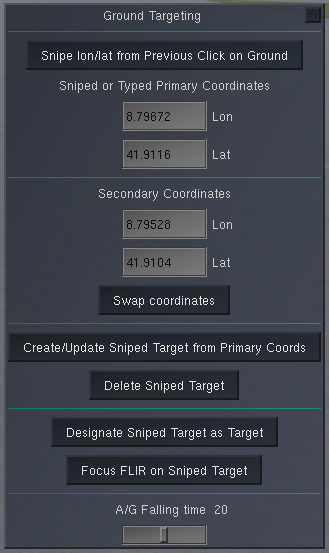 Ground Targeting
Snipe lon/lat from Previous Click on Ground
Sniped or Typed Primary Coordinates
8.79672 Lon
41.9116 Lat
Secondary Coordinates
8.79528 Lon
41.9104 Lat
Swap coordinates
Create/Update Sniped Target from Primary Coords
Delete Sniped Target
Designate Sniped Target as Target
Focus FLIR on Sniped Target
A/G Falling time 20